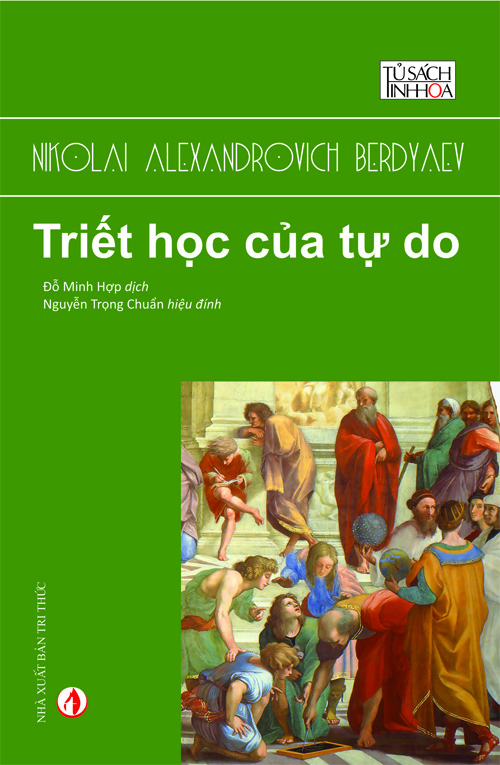 TỦ SÁCH
TINH HOA
NIKOLAI ALEXANDROVICH BERDYAEV
Triết học của tự do
Đỗ Minh Hợp dịch
Nguyễn Trọng Chuẩn hiệu đính
NHÀ XUẤT BẢN TRI THỨC